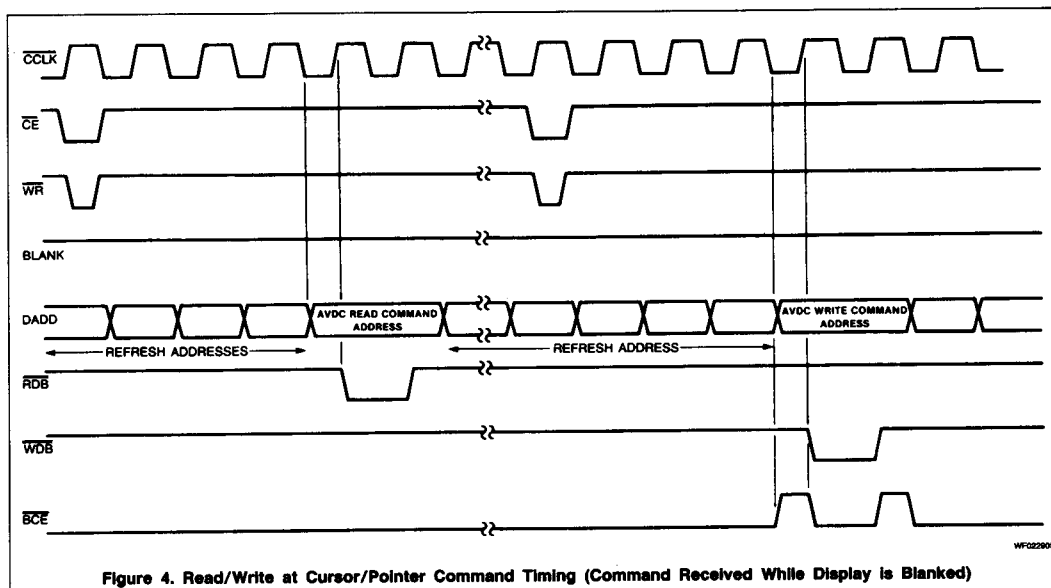 CCLK
CE
WR
BLANK
DADD
AVDC READ COMMAND
ADDRESS
AVDC WRITE COMMAND
ADDRESS
REFRESH ADDRESSES
REFRESH ADDRESS
RDB
WDB
BCE
WF02290
Figure 4. Read/Write at Cursor/Pointer Command Timing (Command Received While Display is Blanked)